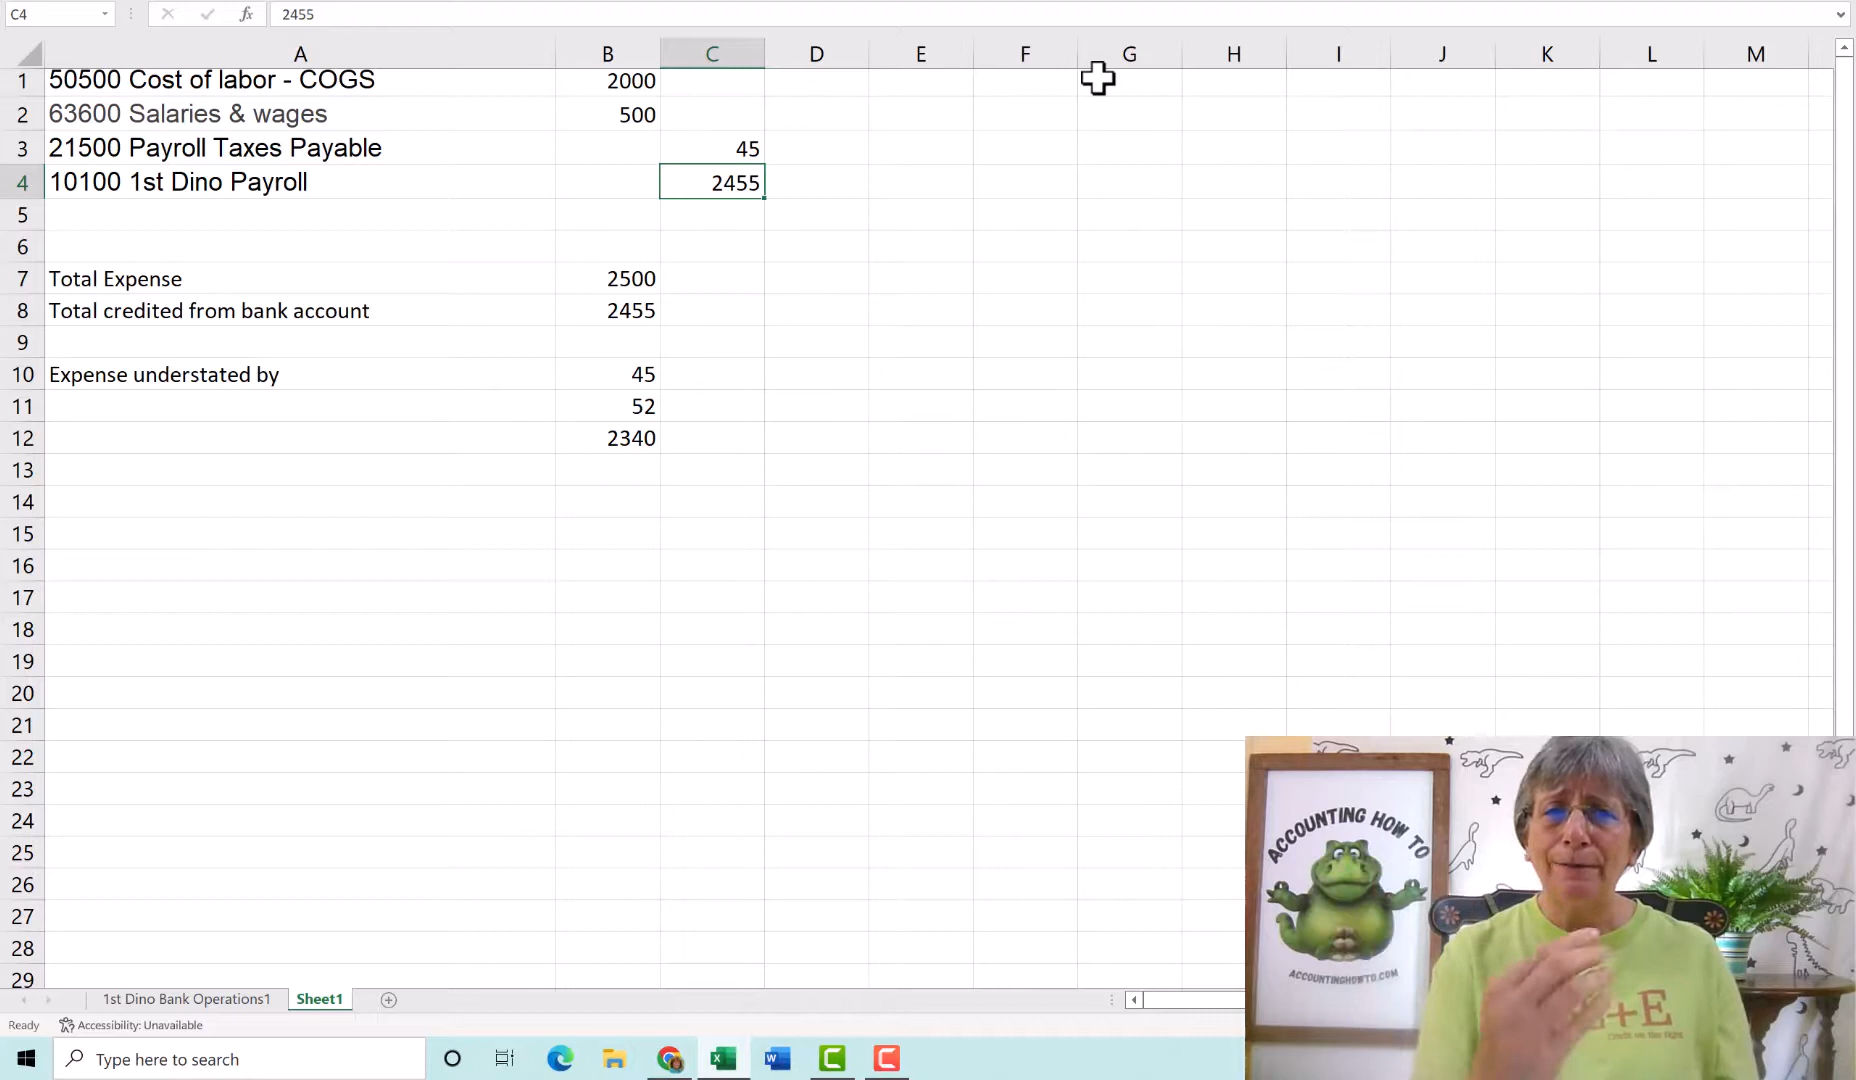 C4 fx 2455
A B C D E F G H I J K L M
1 50500 Cost of labor - COGS 2000
2 63600 Salaries & wages 500
3 21500 Payroll Taxes Payable 45
4 10100 1st Dino Payroll 2455
5
6
7 Total Expense 2500
8 Total credited from bank account 2455
9
10 Expense understated by 45
11 52
12 2340
13
14
15
16
17
18
19
20
21
22
23
24
25
26
27
28
29
ACCOUNTING HOW TO
ACCOUNTINGHOWTO.COM
+E
1st Dino Bank Operations1 Sheet1
Ready Accessibility: Unavailable
Type here to search